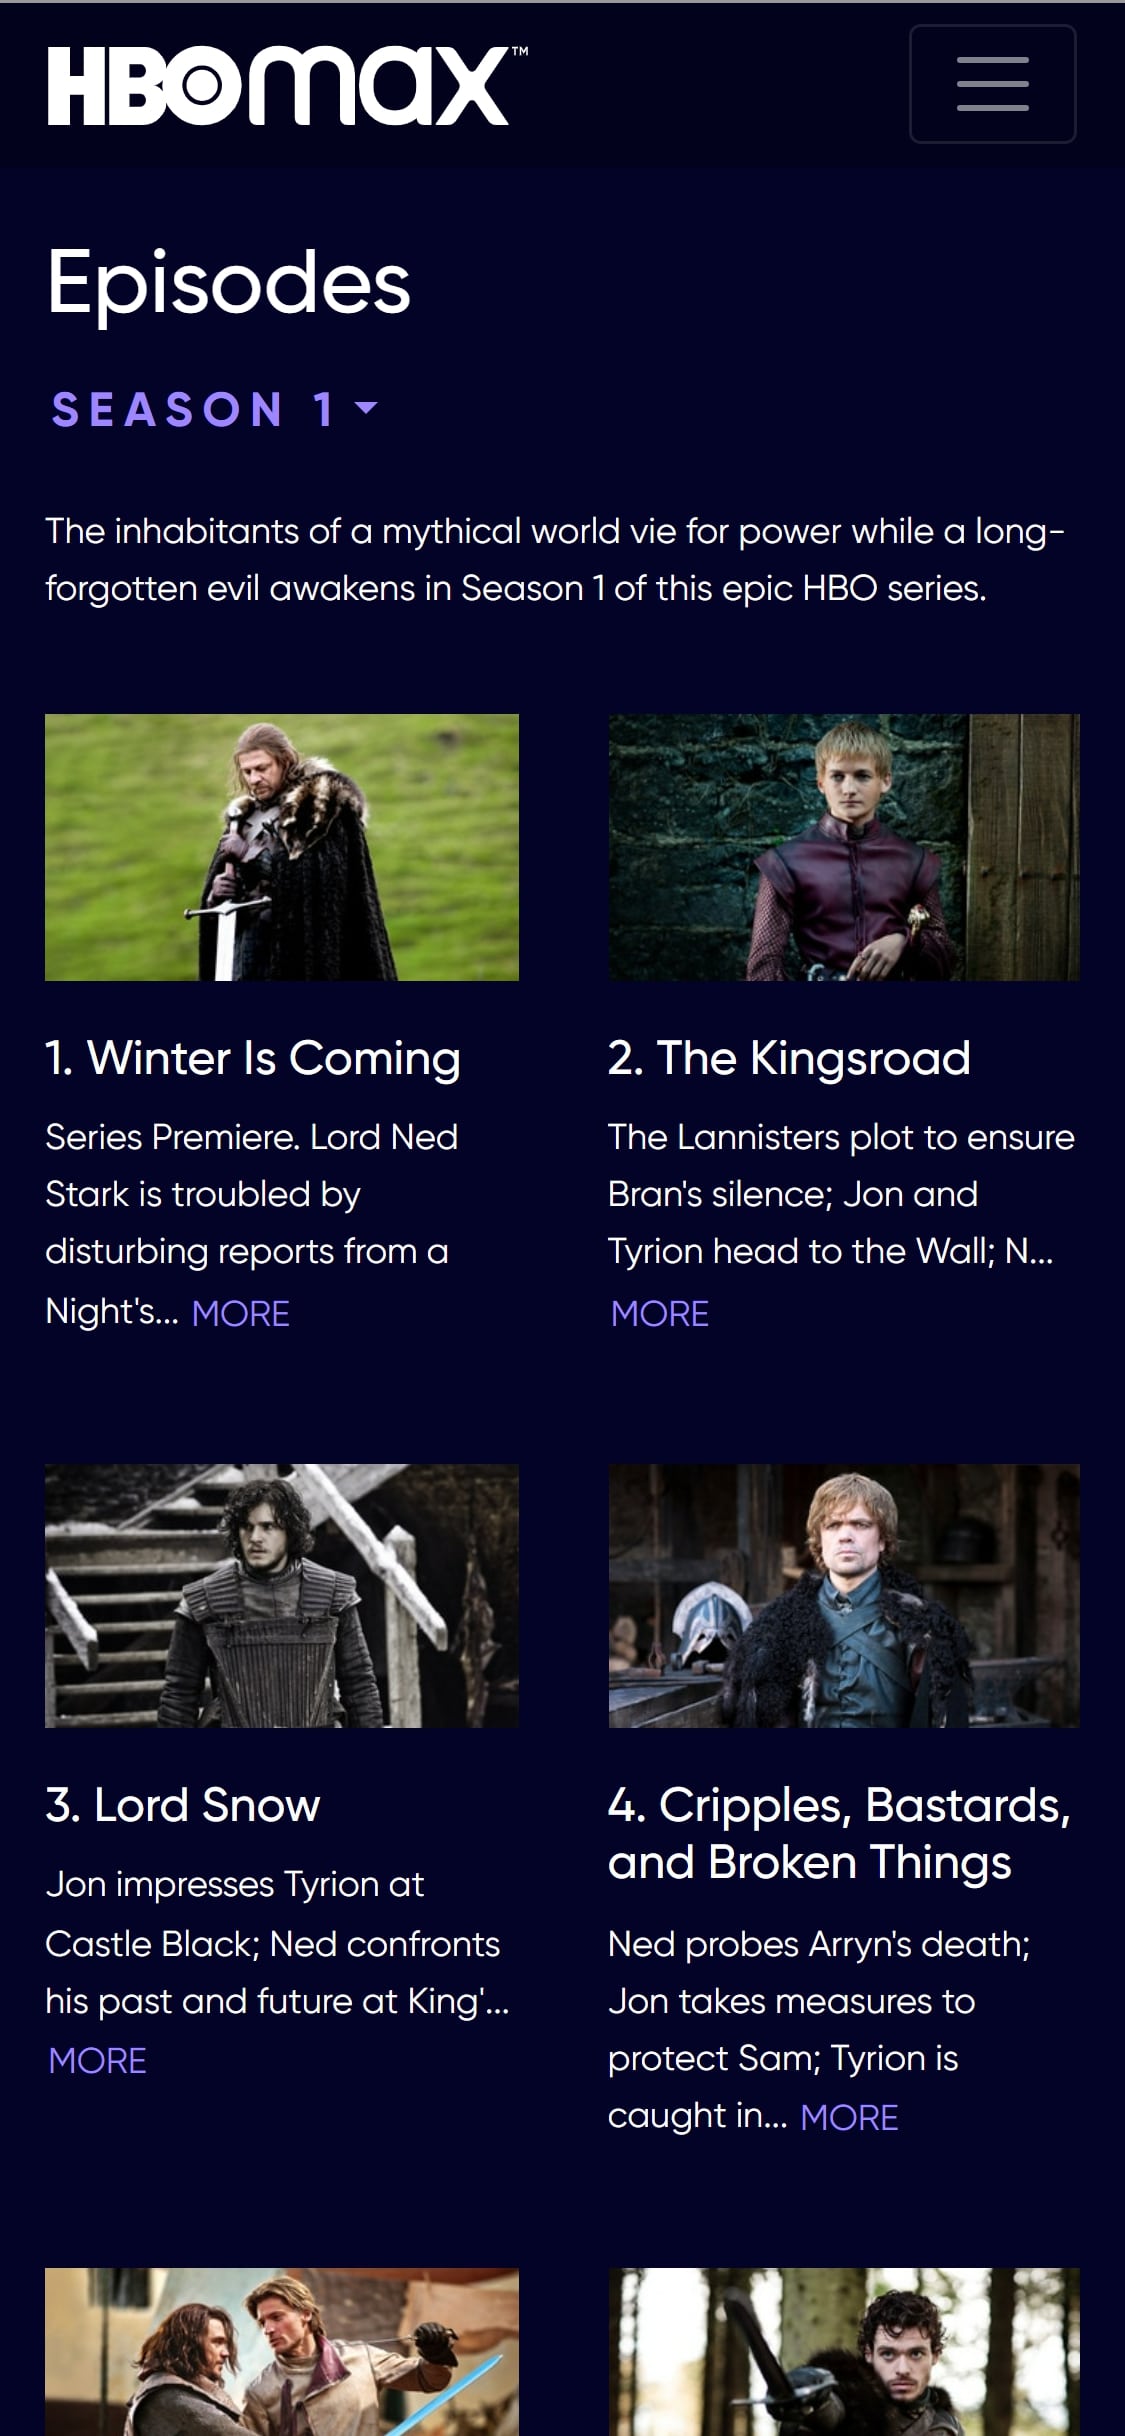 HBOmax™
Episodes
SEASON 1
The inhabitants of a mythical world vie for power while a long-
forgotten evil awakens in Season 1 of this epic HBO series.
1. Winter Is Coming
Series Premiere. Lord Ned
Stark is troubled by
disturbing reports from a
Night's... MORE
2. The Kingsroad
The Lannisters plot to ensure
Bran's silence; Jon and
Tyrion head to the Wall; N...
MORE
3. Lord Snow
Jon impresses Tyrion at
Castle Black; Ned confronts
his past and future at King'...
MORE
4. Cripples, Bastards,
and Broken Things
Ned probes Arryn's death;
Jon takes measures to
protect Sam; Tyrion is
caught in... MORE